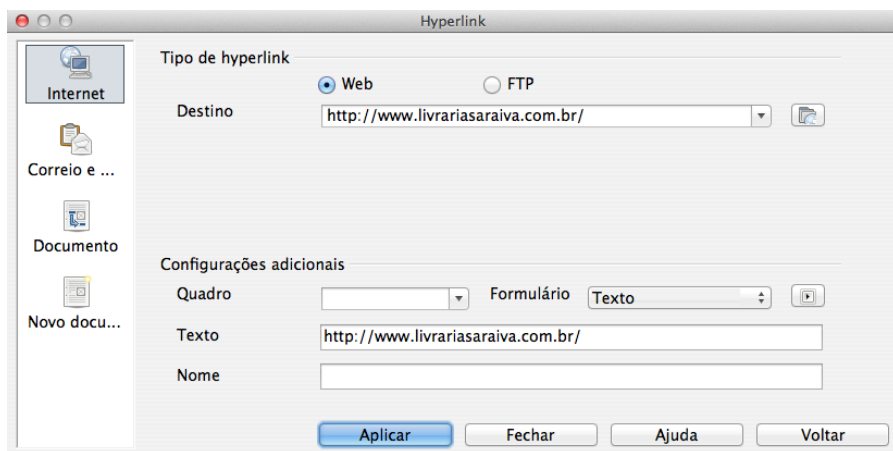 Hyperlink
Internet
Correio e ...
Documento
Novo docu...
Tipo de hyperlink
Web FTP
Destino http://www.livrariasaraiva.com.br/
Configurações adicionais
Quadro Formulário Texto
Texto http://www.livrariasaraiva.com.br/
Nome
Aplicar Fechar Ajuda Voltar